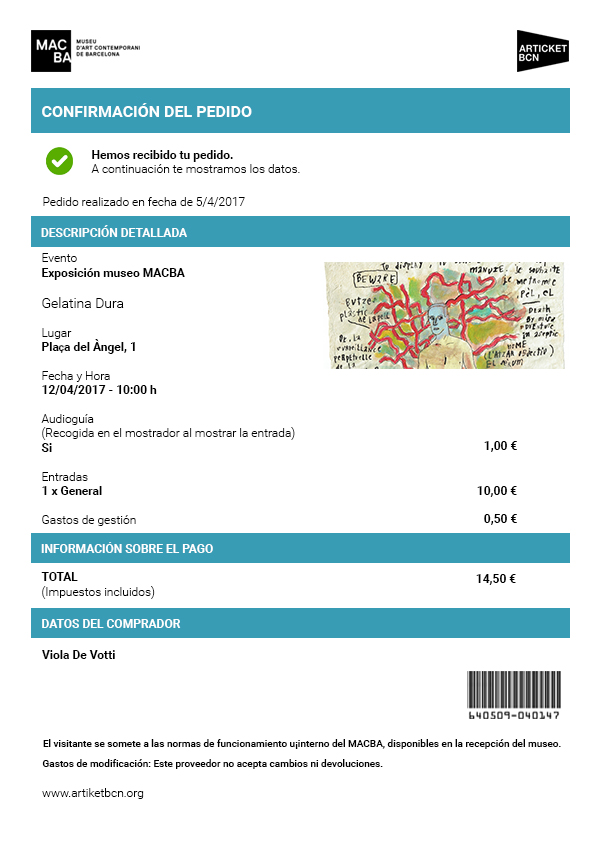 MAC
BA
MUSEU
D'ART CONTEMPORANI
DE BARCELONA
ARTICKET
BCN
CONFIRMACIÓN DEL PEDIDO
Hemos recibido tu pedido.
A continuación te mostramos los datos.
Pedido realizado en fecha de 5/4/2017
DESCRIPCIÓN DETALLADA
Evento
Exposición museo MACBA
Gelatina Dura
BEWZRE
Lugar
Plaça del Àngel, 1
Fecha y Hora
12/04/2017 - 10:00 h
Audioguía
(Recogida en el mostrador al mostrar la entrada)
Si 1,00 €
Entradas
1 x General 10,00 €
Gastos de gestión 0,50 €
INFORMACIÓN SOBRE EL PAGO
TOTAL 14,50 €
(Impuestos incluidos)
DATOS DEL COMPRADOR
Viola De Votti
640509-040147
El visitante se somete a las normas de funcionamiento u¡interno del MACBA, disponibles en la recepción del museo.
Gastos de modificación: Este proveedor no acepta cambios ni devoluciones.
www.artiketbcn.org